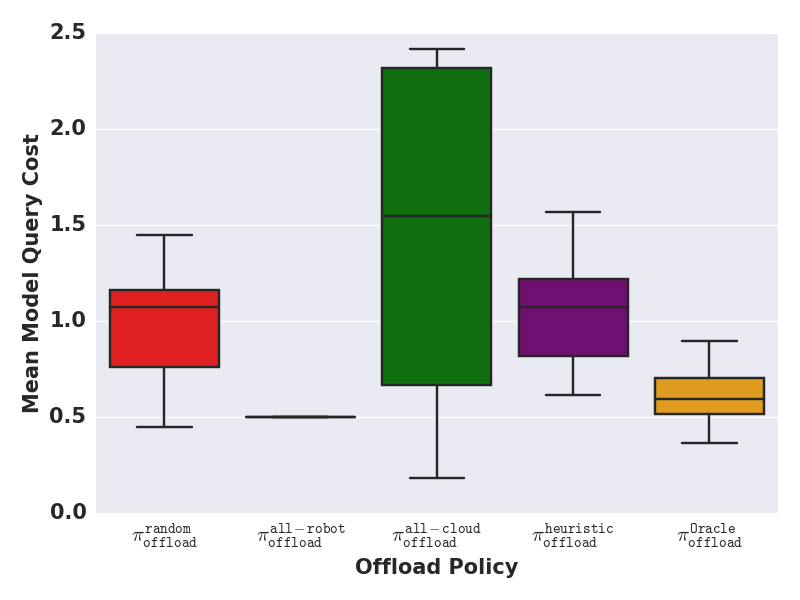 2.5
2.0
1.5
1.0
0.5
0.0
Mean Model Query Cost
π^random_offload π^all−robot_offload π^all−cloud_offload π^heuristic_offload π^Oracle_offload
Offload Policy